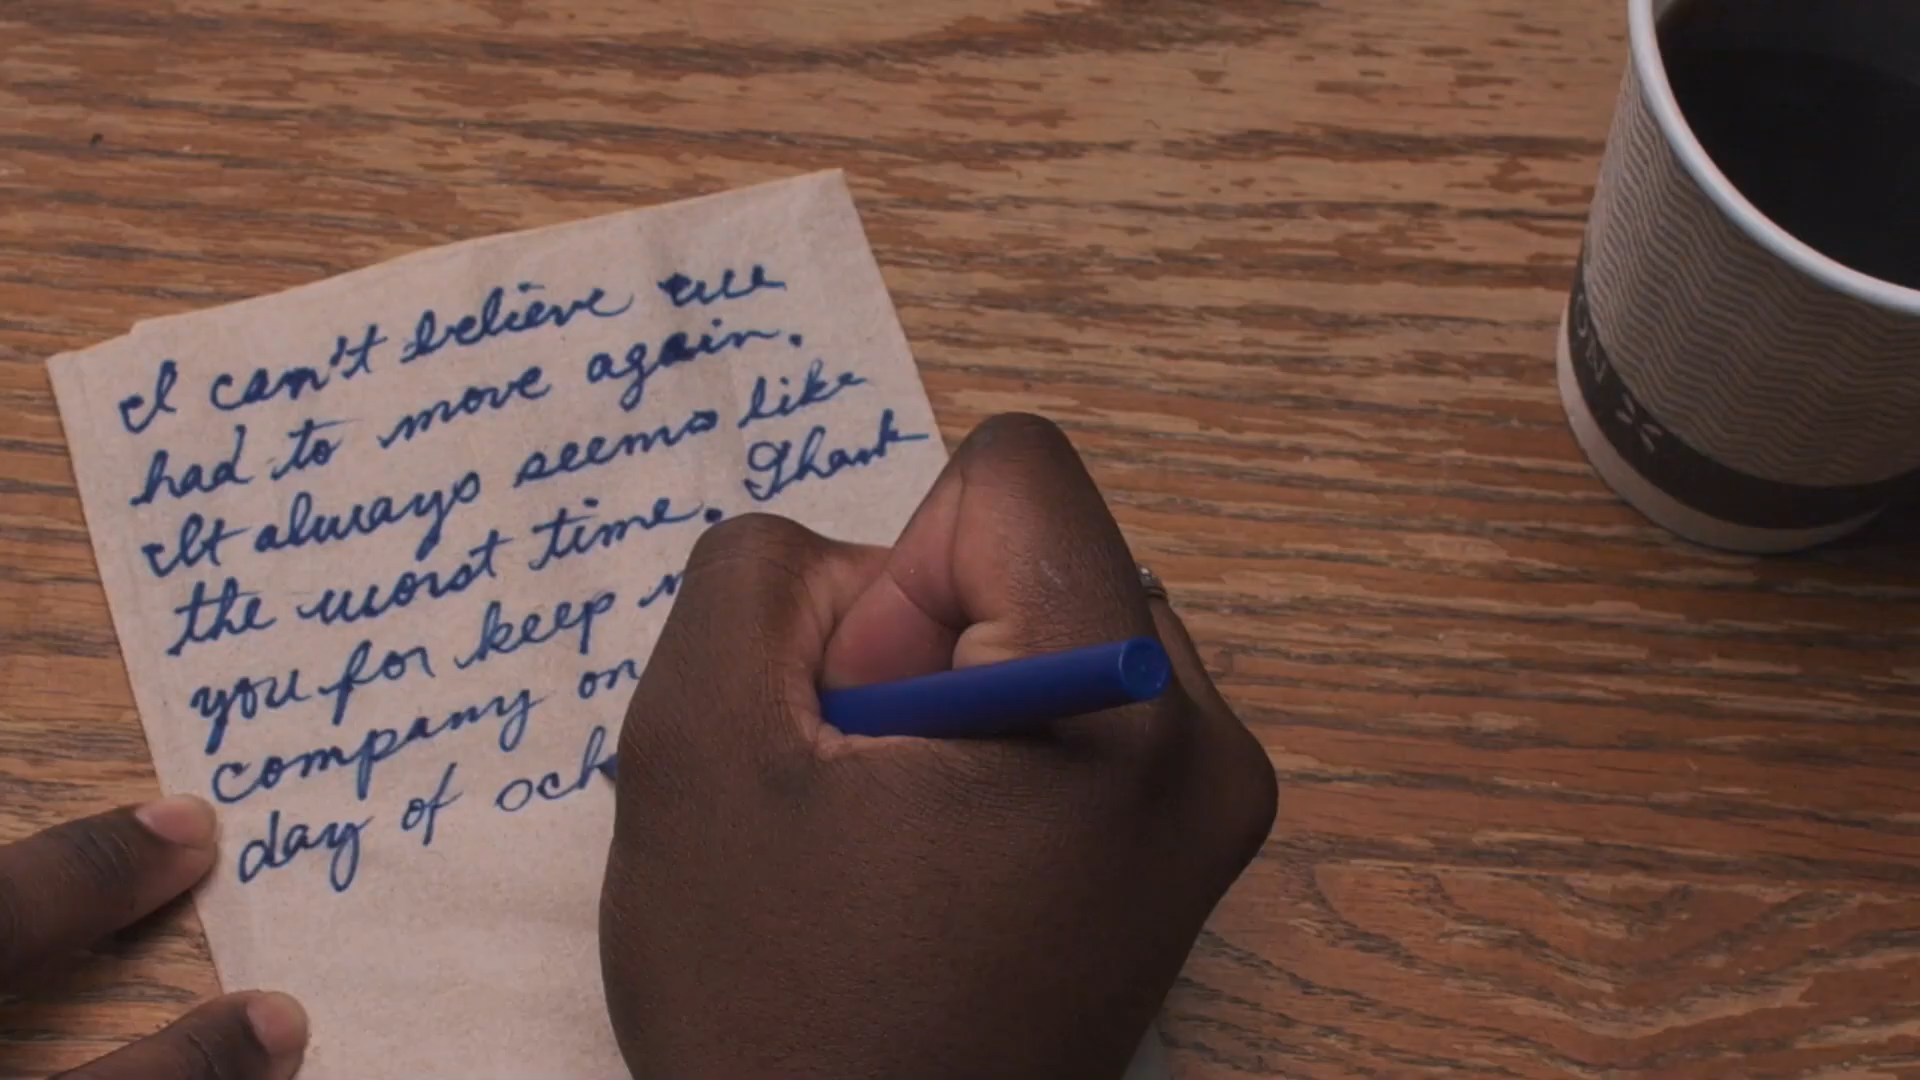 I can't believe we
had to move again.
It always seems like
the worst time. Thank
you for keep
company on
day of sch